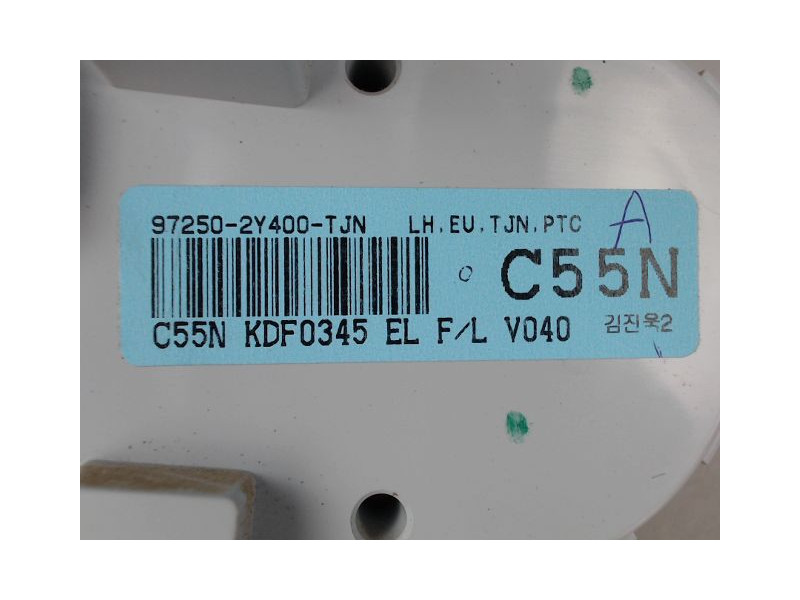 97250-2Y400-TJN LH.EU.TJN.PTC A
C55N
C55N KDF0345 EL F/L V040 김진욱2